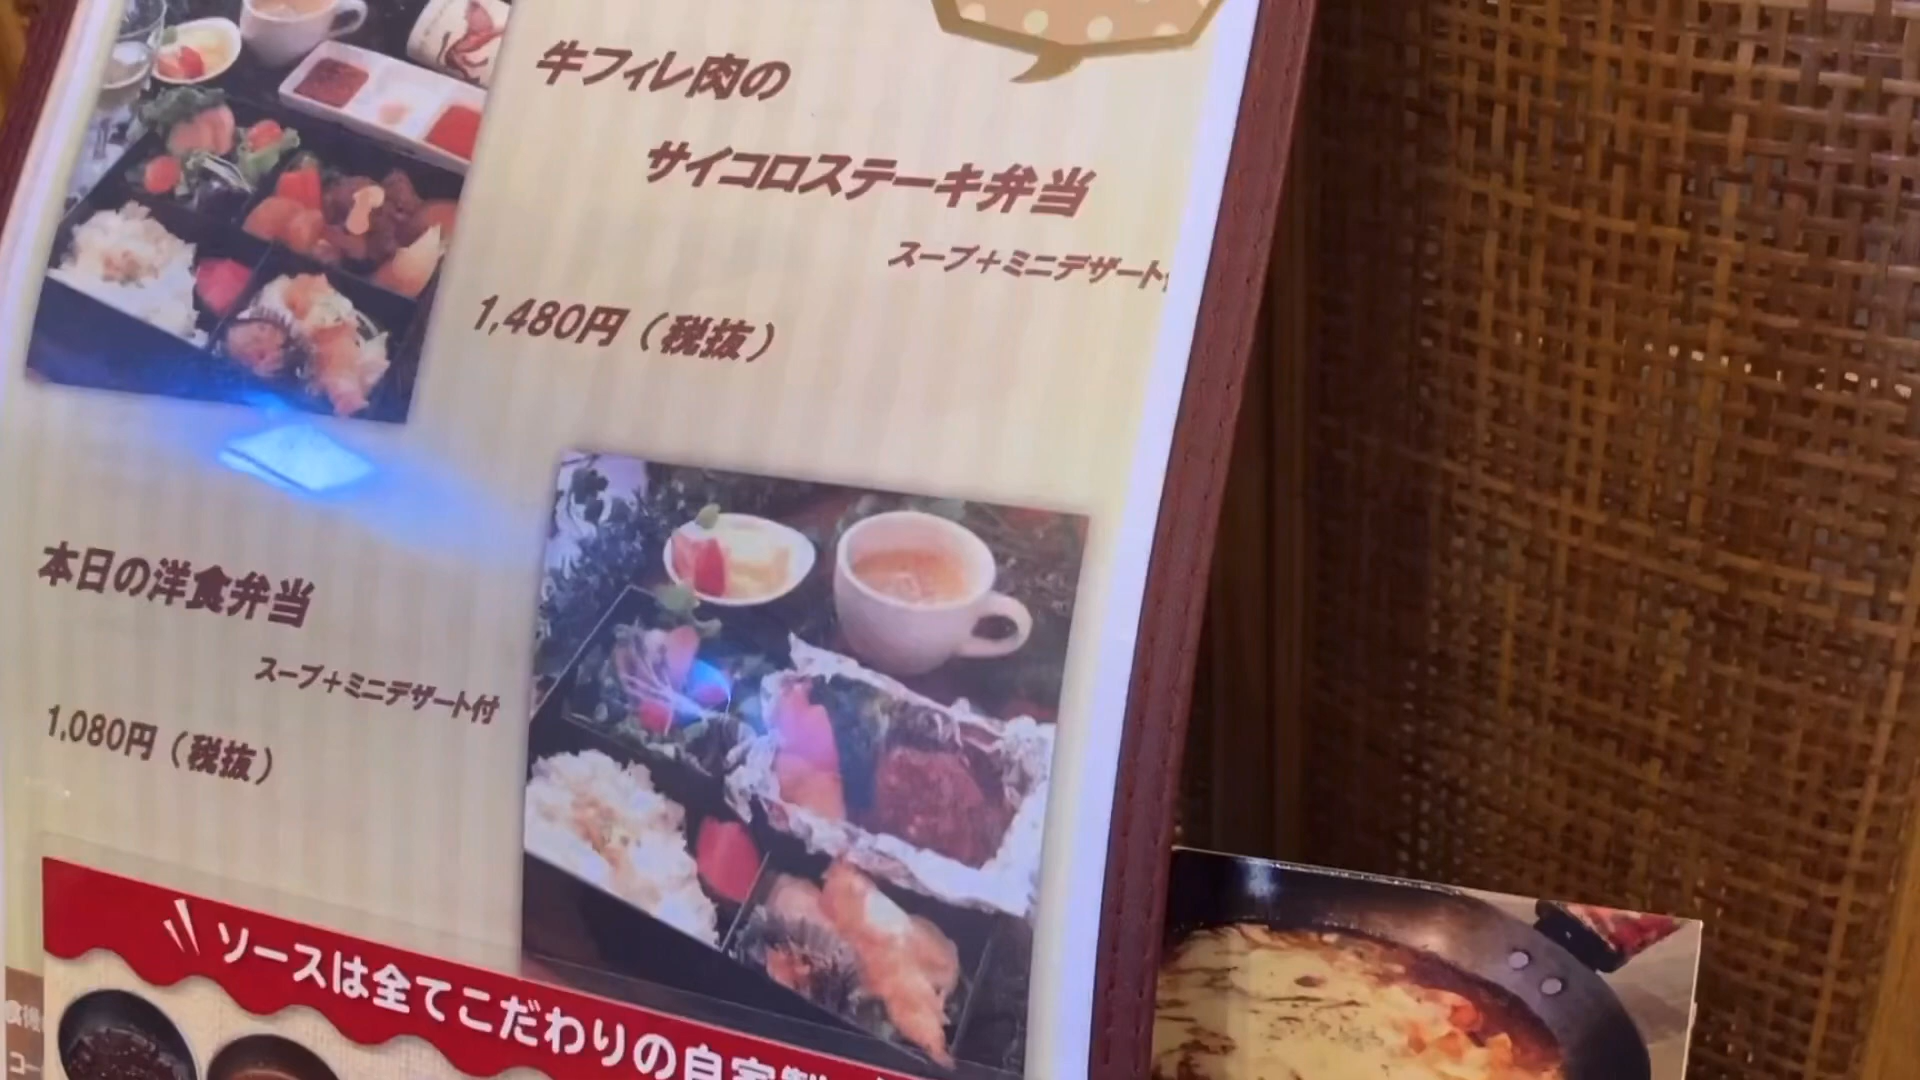 牛フィレ肉の
サイコロステーキ弁当
スープ+ミニデザート
1,480円（税抜）
本日の洋食弁当
スープ+ミニデザート付
1,080円（税抜）
ソースは全てこだわりの自家製